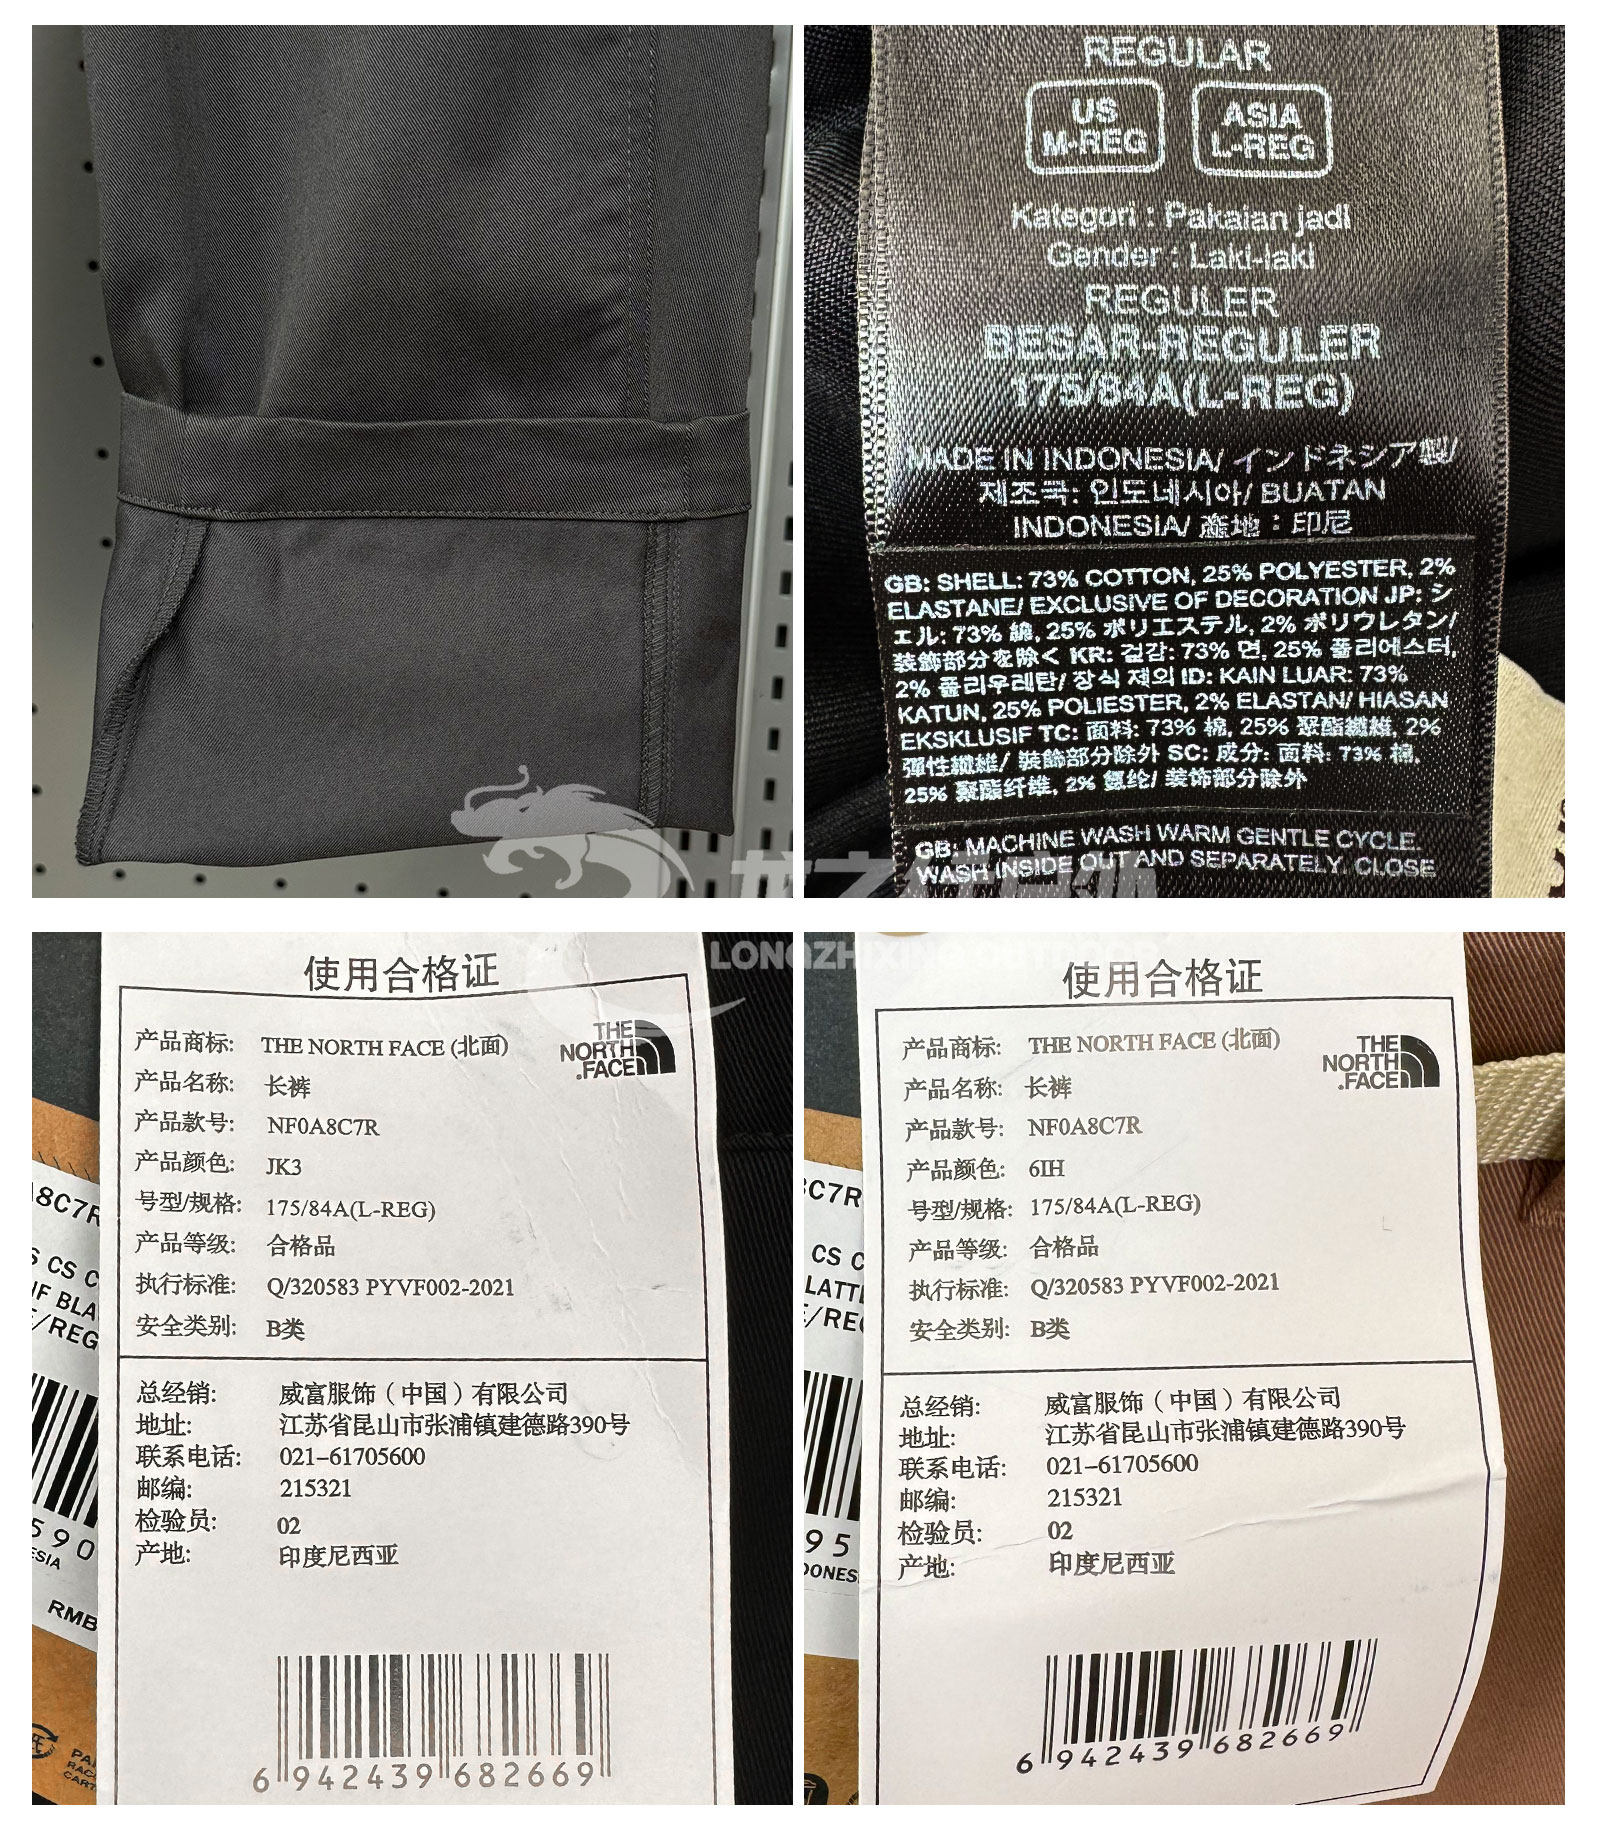 REGULAR
US
M-REG
ASIA
L-REG
Kategori : Pakaian jadi
Gender : Laki-laki
REGULER
BESAR-REGULER
175/84A(L-REG)
MADE IN INDONESIA/ インドネシア製/
제조국: 인도네시아/ BUATAN
INDONESIA/ 產地：印尼
GB: SHELL: 73% COTTON, 25% POLYESTER, 2%
ELASTANE/ EXCLUSIVE OF DECORATION JP: シ
ェル: 73% 綿, 25% ポリエステル, 2% ポリウレタン/
装飾部分を除く KR: 겉감: 73% 면, 25% 폴리에스터,
2% 폴리우레탄/ 장식 제외 ID: KAIN LUAR: 73%
KATUN, 25% POLIESTER, 2% ELASTAN/ HIASAN
EKSKLUSIF TC: 面料: 73% 棉, 25% 聚酯纖維, 2%
彈性纖維/ 裝飾部分除外 SC: 成分: 面料: 73% 棉,
25% 聚酯纤维, 2% 氨纶/ 装饰部分除外
GB: MACHINE WASH WARM GENTLE CYCLE.
WASH INSIDE OUT AND SEPARATELY. CLOSE
LONGZHIXING OUTDOOR
使用合格证
产品商标: THE NORTH FACE (北面)
THE
NORTH
FACE
产品名称: 长裤
产品款号: NF0A8C7R
产品颜色: JK3
号型/规格: 175/84A(L-REG)
产品等级: 合格品
执行标准: Q/320583 PYVF002-2021
安全类别: B类
总经销: 威富服饰（中国）有限公司
地址: 江苏省昆山市张浦镇建德路390号
联系电话: 021-61705600
邮编: 215321
检验员: 02
产地: 印度尼西亚
6 942439 682669
8C7R
S CS C
F BLA
/REG
590
ESIA
RMB
使用合格证
产品商标: THE NORTH FACE (北面)
THE
NORTH
FACE
产品名称: 长裤
产品款号: NF0A8C7R
产品颜色: 6IH
号型/规格: 175/84A(L-REG)
产品等级: 合格品
执行标准: Q/320583 PYVF002-2021
安全类别: B类
总经销: 威富服饰（中国）有限公司
地址: 江苏省昆山市张浦镇建德路390号
联系电话: 021-61705600
邮编: 215321
检验员: 02
产地: 印度尼西亚
6 942439 682669
C7R
CS C
LATT
/RE
95
DONES